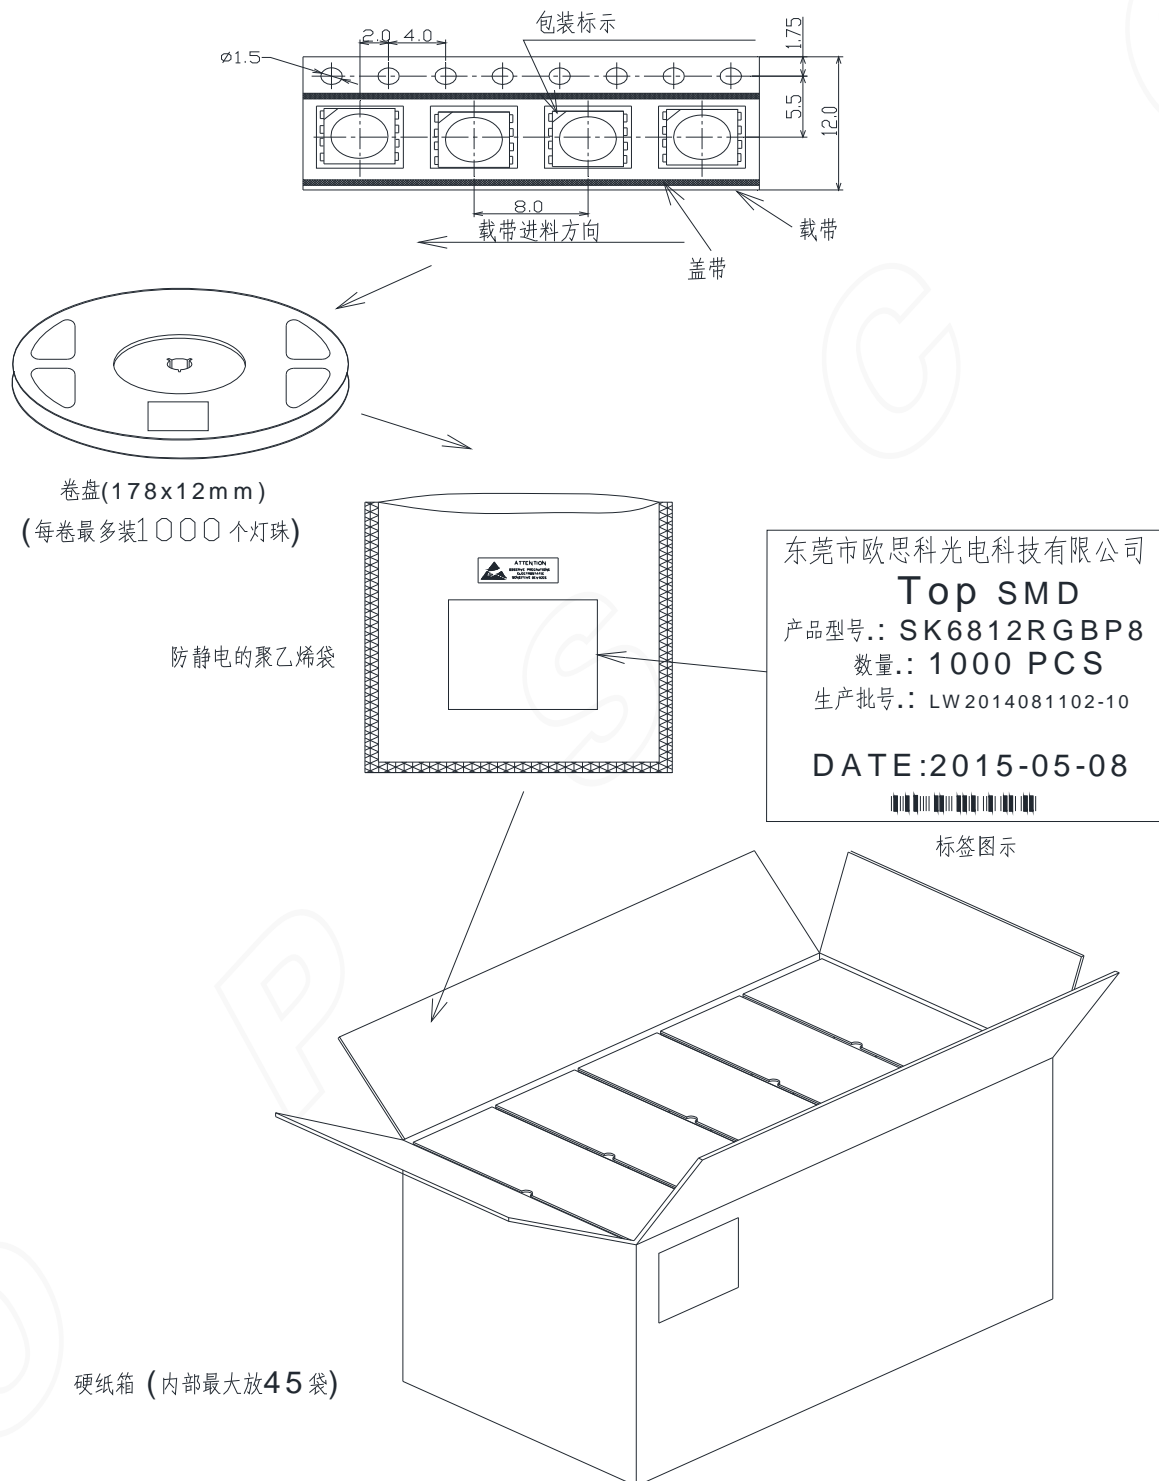 包装标示
2.0 4.0
1.75
ø1.5
5.5
12.0
8.0
载带进料方向
载带
盖带
卷盘(178x12mm)
(每卷最多装1000个灯珠)
ATTENTION
OBSERVE PRECAUTIONS
ELECTROSTATIC
SENSITIVE DEVICES
防静电的聚乙烯袋
东莞市欧思科光电科技有限公司
Top SMD
产品型号.: SK6812RGBP8
数量.: 1000 PCS
生产批号.: LW2014081102-10
DATE:2015-05-08
标签图示
硬纸箱 (内部最大放45袋)
O P S C